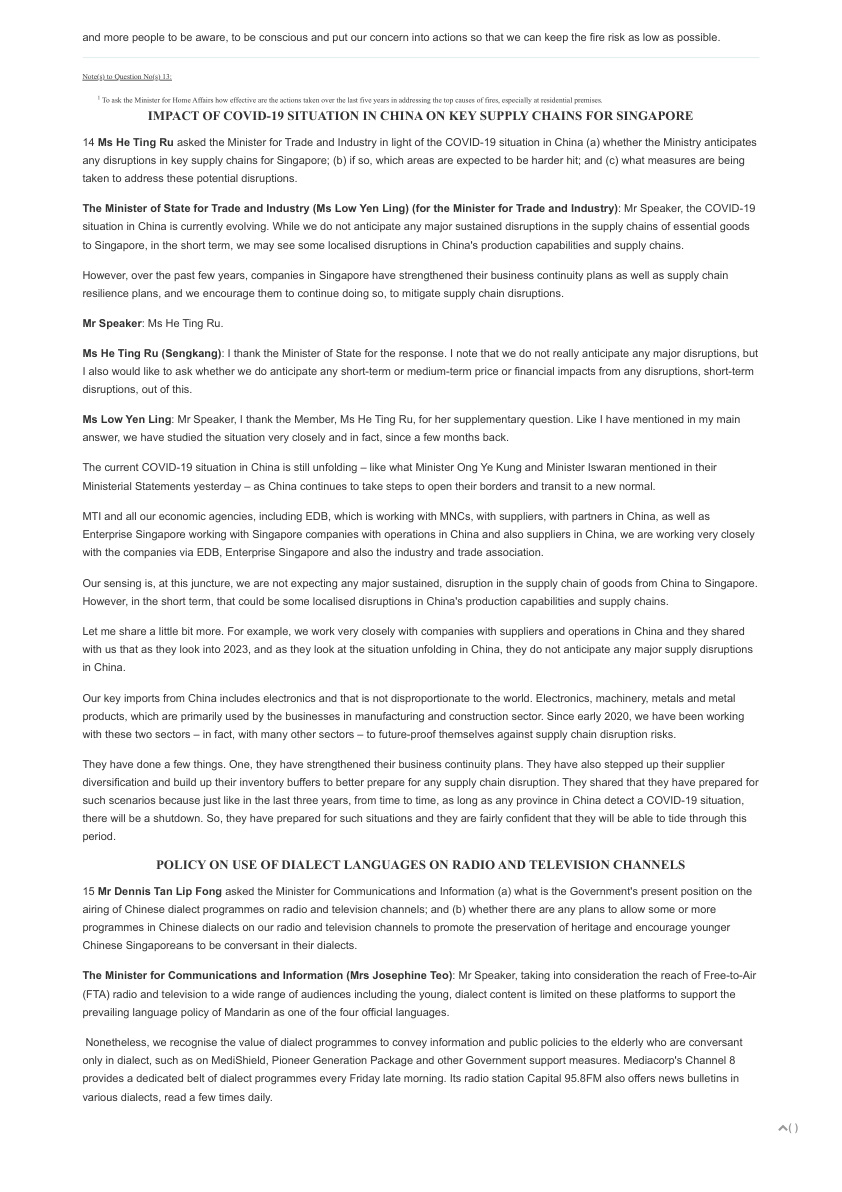 and more people to be aware, to be conscious and put our concern into actions so that we can keep the fire risk as low as possible.
Note(s) to Question No(s) 13:
1 To ask the Minister for Home Affairs how effective are the actions taken over the last five years in addressing the top causes of fires, especially at residential premises.
IMPACT OF COVID-19 SITUATION IN CHINA ON KEY SUPPLY CHAINS FOR SINGAPORE
14 Ms He Ting Ru asked the Minister for Trade and Industry in light of the COVID-19 situation in China (a) whether the Ministry anticipates
any disruptions in key supply chains for Singapore; (b) if so, which areas are expected to be harder hit; and (c) what measures are being
taken to address these potential disruptions.
The Minister of State for Trade and Industry (Ms Low Yen Ling) (for the Minister for Trade and Industry): Mr Speaker, the COVID-19
situation in China is currently evolving. While we do not anticipate any major sustained disruptions in the supply chains of essential goods
to Singapore, in the short term, we may see some localised disruptions in China's production capabilities and supply chains.
However, over the past few years, companies in Singapore have strengthened their business continuity plans as well as supply chain
resilience plans, and we encourage them to continue doing so, to mitigate supply chain disruptions.
Mr Speaker: Ms He Ting Ru.
Ms He Ting Ru (Sengkang): I thank the Minister of State for the response. I note that we do not really anticipate any major disruptions, but
I also would like to ask whether we do anticipate any short-term or medium-term price or financial impacts from any disruptions, short-term
disruptions, out of this.
Ms Low Yen Ling: Mr Speaker, I thank the Member, Ms He Ting Ru, for her supplementary question. Like I have mentioned in my main
answer, we have studied the situation very closely and in fact, since a few months back.
The current COVID-19 situation in China is still unfolding – like what Minister Ong Ye Kung and Minister Iswaran mentioned in their
Ministerial Statements yesterday – as China continues to take steps to open their borders and transit to a new normal.
MTI and all our economic agencies, including EDB, which is working with MNCs, with suppliers, with partners in China, as well as
Enterprise Singapore working with Singapore companies with operations in China and also suppliers in China, we are working very closely
with the companies via EDB, Enterprise Singapore and also the industry and trade association.
Our sensing is, at this juncture, we are not expecting any major sustained, disruption in the supply chain of goods from China to Singapore.
However, in the short term, that could be some localised disruptions in China's production capabilities and supply chains.
Let me share a little bit more. For example, we work very closely with companies with suppliers and operations in China and they shared
with us that as they look into 2023, and as they look at the situation unfolding in China, they do not anticipate any major supply disruptions
in China.
Our key imports from China includes electronics and that is not disproportionate to the world. Electronics, machinery, metals and metal
products, which are primarily used by the businesses in manufacturing and construction sector. Since early 2020, we have been working
with these two sectors – in fact, with many other sectors – to future-proof themselves against supply chain disruption risks.
They have done a few things. One, they have strengthened their business continuity plans. They have also stepped up their supplier
diversification and build up their inventory buffers to better prepare for any supply chain disruption. They shared that they have prepared for
such scenarios because just like in the last three years, from time to time, as long as any province in China detect a COVID-19 situation,
there will be a shutdown. So, they have prepared for such situations and they are fairly confident that they will be able to tide through this
period.
POLICY ON USE OF DIALECT LANGUAGES ON RADIO AND TELEVISION CHANNELS
15 Mr Dennis Tan Lip Fong asked the Minister for Communications and Information (a) what is the Government's present position on the
airing of Chinese dialect programmes on radio and television channels; and (b) whether there are any plans to allow some or more
programmes in Chinese dialects on our radio and television channels to promote the preservation of heritage and encourage younger
Chinese Singaporeans to be conversant in their dialects.
The Minister for Communications and Information (Mrs Josephine Teo): Mr Speaker, taking into consideration the reach of Free-to-Air
(FTA) radio and television to a wide range of audiences including the young, dialect content is limited on these platforms to support the
prevailing language policy of Mandarin as one of the four official languages.
Nonetheless, we recognise the value of dialect programmes to convey information and public policies to the elderly who are conversant
only in dialect, such as on MediShield, Pioneer Generation Package and other Government support measures. Mediacorp's Channel 8
provides a dedicated belt of dialect programmes every Friday late morning. Its radio station Capital 95.8FM also offers news bulletins in
various dialects, read a few times daily.
( )